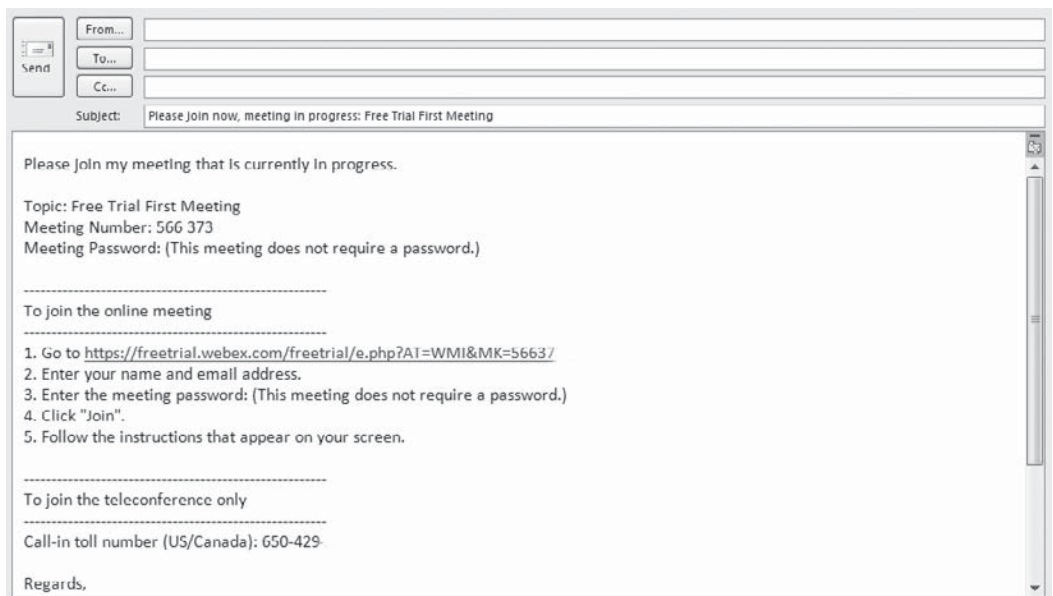 From...
To...
Send
Cc...
Subject: Please join now, meeting in progress: Free Trial First Meeting
Please join my meeting that is currently in progress.
Topic: Free Trial First Meeting
Meeting Number: 566 373
Meeting Password: (This meeting does not require a password.)
-------------------------------------------------------
To join the online meeting
-------------------------------------------------------
1. Go to https://freetrial.webex.com/freetrial/e.php?AT=WMI&MK=56637
2. Enter your name and email address.
3. Enter the meeting password: (This meeting does not require a password.)
4. Click "Join".
5. Follow the instructions that appear on your screen.
-------------------------------------------------------
To join the teleconference only
-------------------------------------------------------
Call-in toll number (US/Canada): 650-429-
Regards,